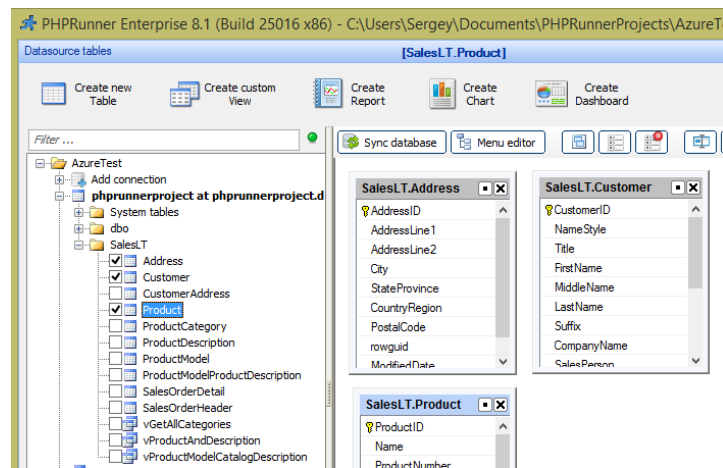 PHPRunner Enterprise 8.1 (Build 25016 x86) - C:\Users\Sergey\Documents\PHPRunnerProjects\AzureT
Datasource tables [SalesLT.Product]
Create new Table
Create custom View
Create Report
Create Chart
Create Dashboard
Filter ...
Sync database
Menu editor
AzureTest
Add connection
phprunnerproject at phprunnerproject.d
System tables
dbo
SalesLT
Address
Customer
CustomerAddress
Product
ProductCategory
ProductDescription
ProductModel
ProductModelProductDescription
SalesOrderDetail
SalesOrderHeader
vGetAllCategories
vProductAndDescription
vProductModelCatalogDescription
SalesLT.Address
AddressID
AddressLine1
AddressLine2
City
StateProvince
CountryRegion
PostalCode
rowguid
ModifiedDate
SalesLT.Customer
CustomerID
NameStyle
Title
FirstName
MiddleName
LastName
Suffix
CompanyName
SalesPerson
SalesLT.Product
ProductID
Name
ProductNumber